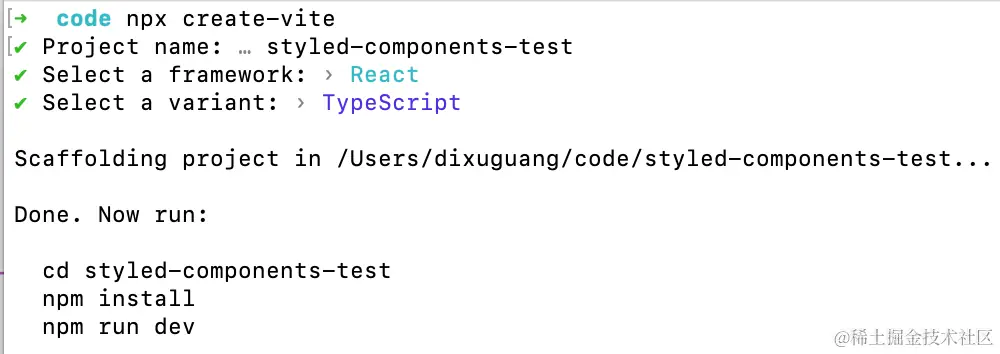 ➜ code npx create-vite
✔ Project name: … styled-components-test
✔ Select a framework: › React
✔ Select a variant: › TypeScript
Scaffolding project in /Users/dixuguang/code/styled-components-test...
Done. Now run:
cd styled-components-test
npm install
npm run dev
@稀土掘金技术社区